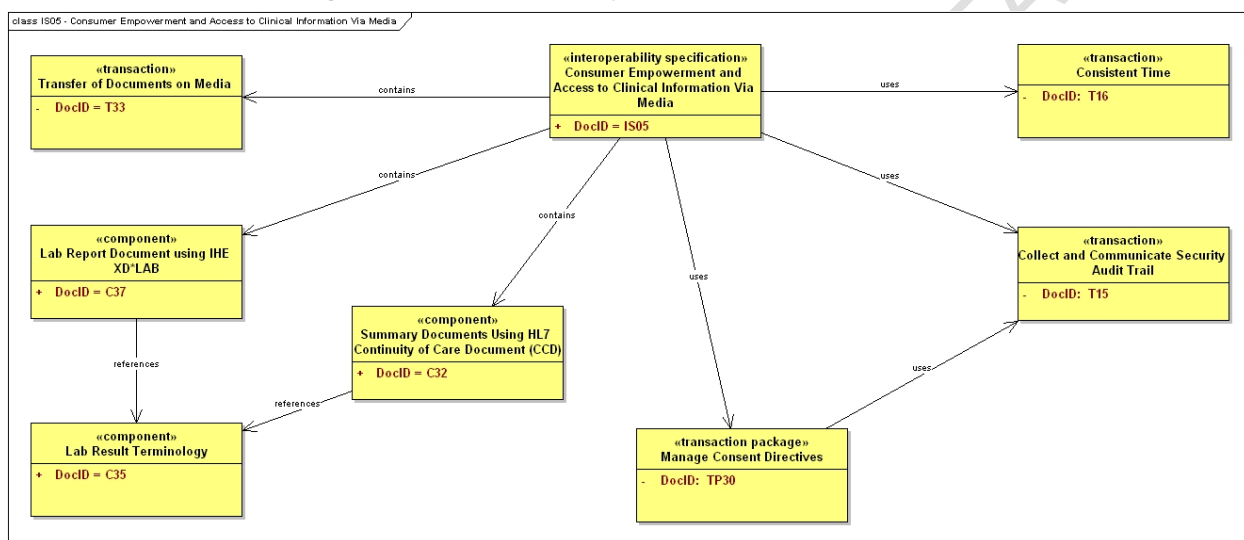 class IS05 - Consumer Empowerment and Access to Clinical Information Via Media
«transaction»
Transfer of Documents on Media
- DocID = T33
contains
«interoperability specification»
Consumer Empowerment and
Access to Clinical Information Via
Media
+ DocID = IS05
uses
«transaction»
Consistent Time
- DocID: T16
contains
uses
contains
uses
«component»
Lab Report Document using IHE
XD*LAB
+ DocID = C37
«transaction»
Collect and Communicate Security
Audit Trail
- DocID: T15
«component»
Summary Documents Using HL7
Continuity of Care Document (CCD)
+ DocID = C32
references
references
uses
«component»
Lab Result Terminology
+ DocID = C35
«transaction package»
Manage Consent Directives
- DocID: TP30